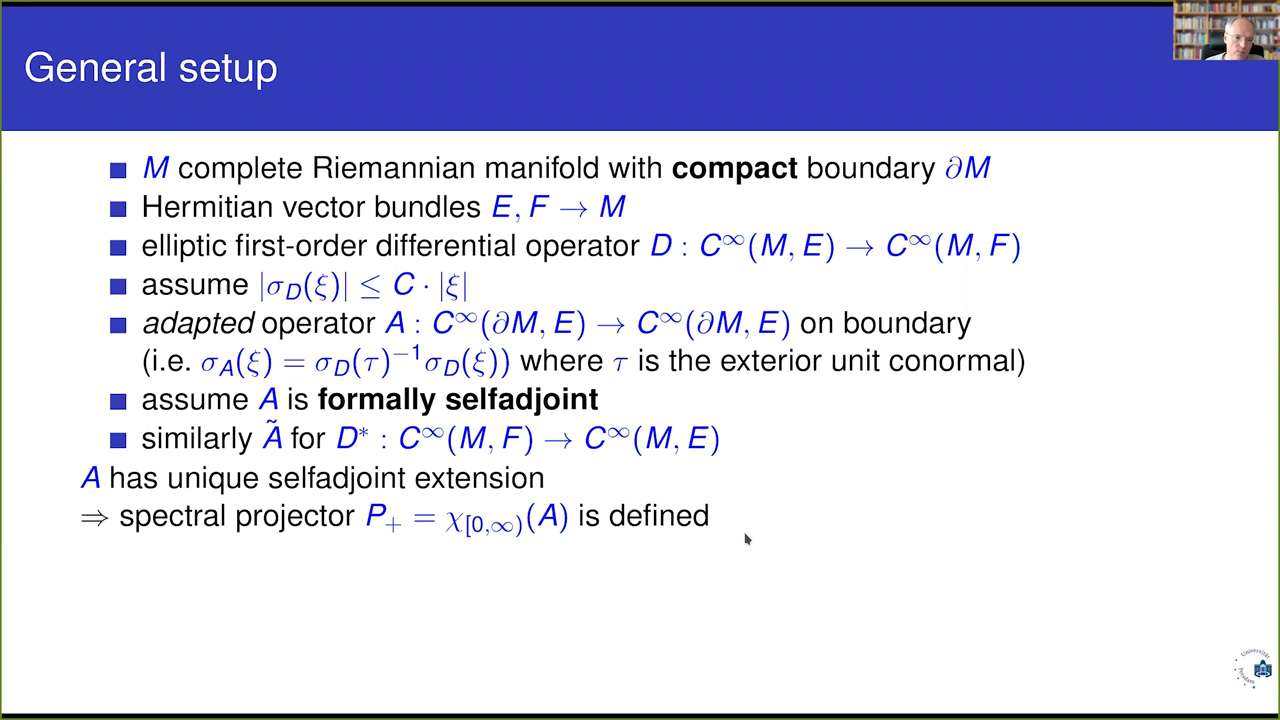 General setup
M complete Riemannian manifold with compact boundary ∂M
Hermitian vector bundles E, F → M
elliptic first-order differential operator D : C^∞(M, E) → C^∞(M, F)
assume |σ_D(ξ)| ≤ C · |ξ|
adapted operator A : C^∞(∂M, E) → C^∞(∂M, E) on boundary
(i.e. σ_A(ξ) = σ_D(τ)^{−1}σ_D(ξ)) where τ is the exterior unit conormal)
assume A is formally selfadjoint
similarly Ã for D* : C^∞(M, F) → C^∞(M, E)
A has unique selfadjoint extension
⇒ spectral projector P_+ = χ_{[0,∞)}(A) is defined
Universität
Potsdam